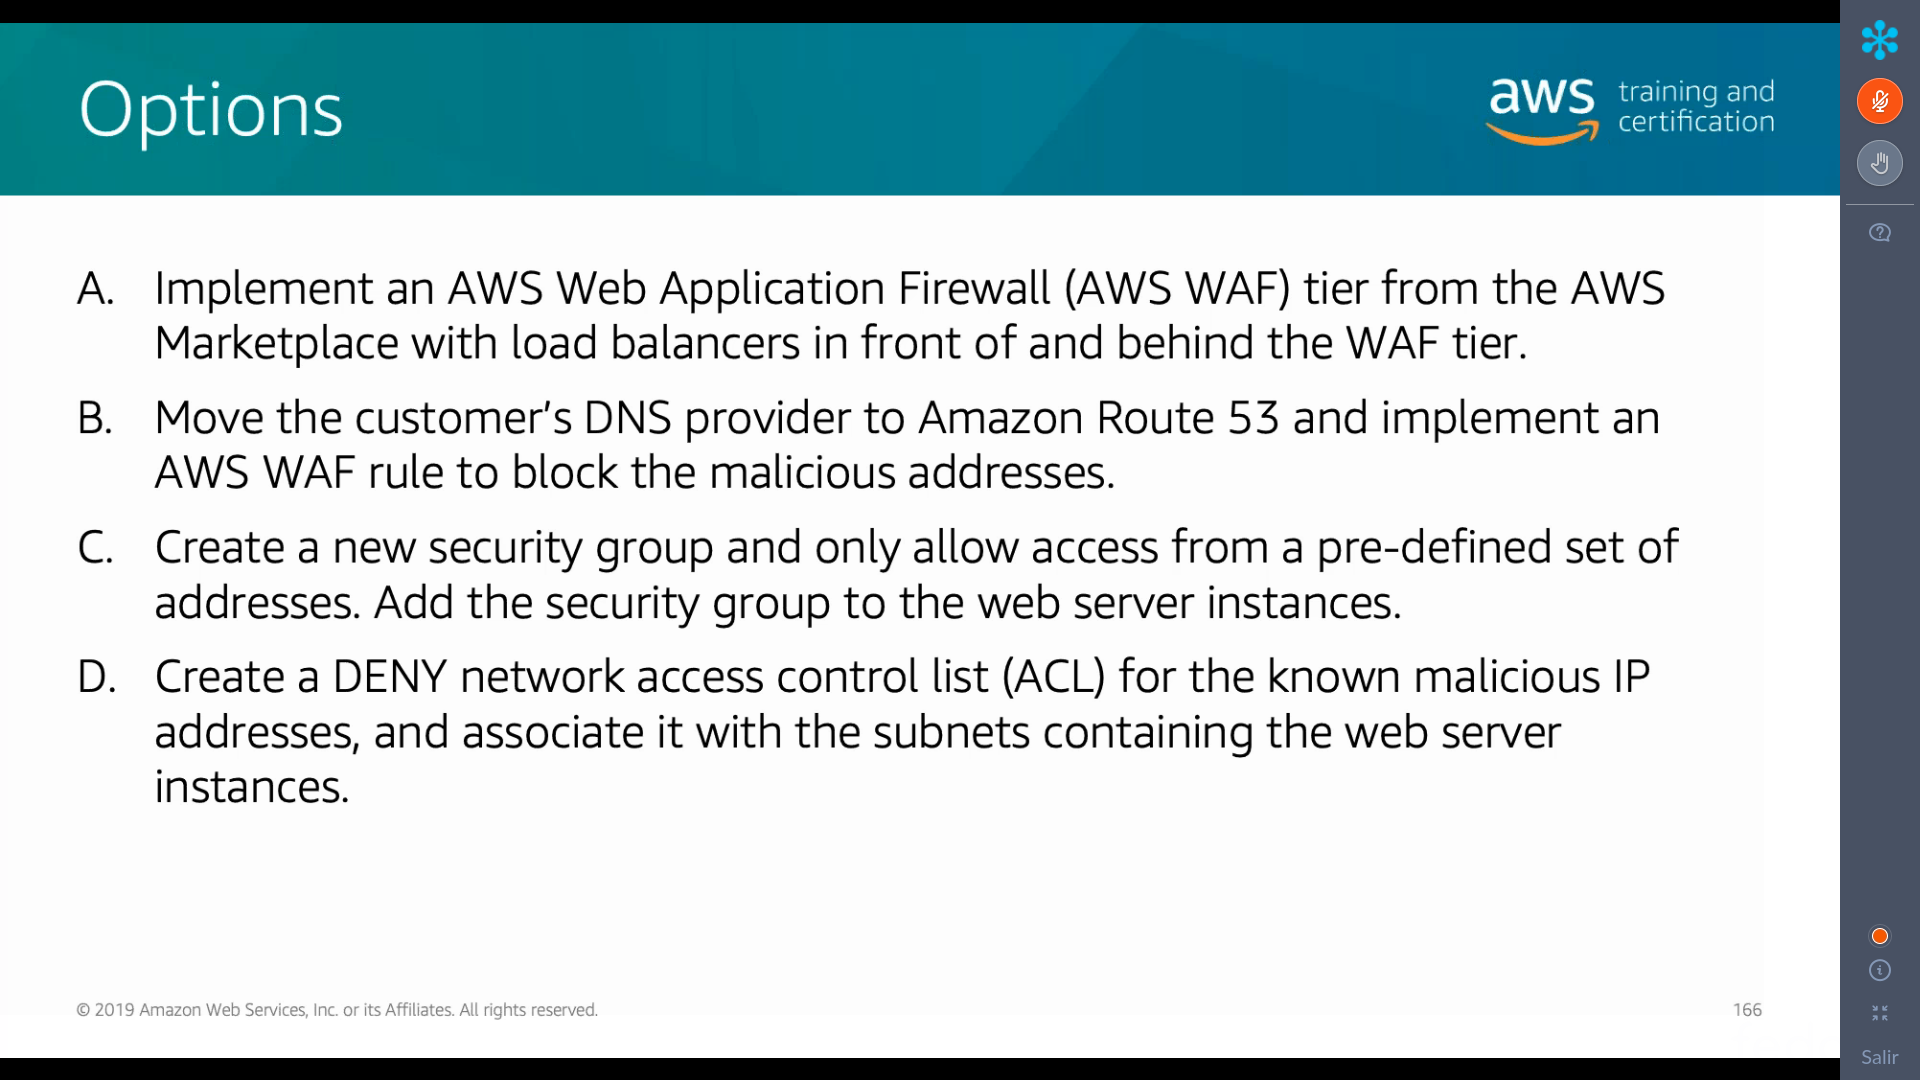 Options
aws training and
certification
A. Implement an AWS Web Application Firewall (AWS WAF) tier from the AWS
Marketplace with load balancers in front of and behind the WAF tier.
B. Move the customer’s DNS provider to Amazon Route 53 and implement an
AWS WAF rule to block the malicious addresses.
C. Create a new security group and only allow access from a pre-defined set of
addresses. Add the security group to the web server instances.
D. Create a DENY network access control list (ACL) for the known malicious IP
addresses, and associate it with the subnets containing the web server
instances.
© 2019 Amazon Web Services, Inc. or its Affiliates. All rights reserved.
166
Salir